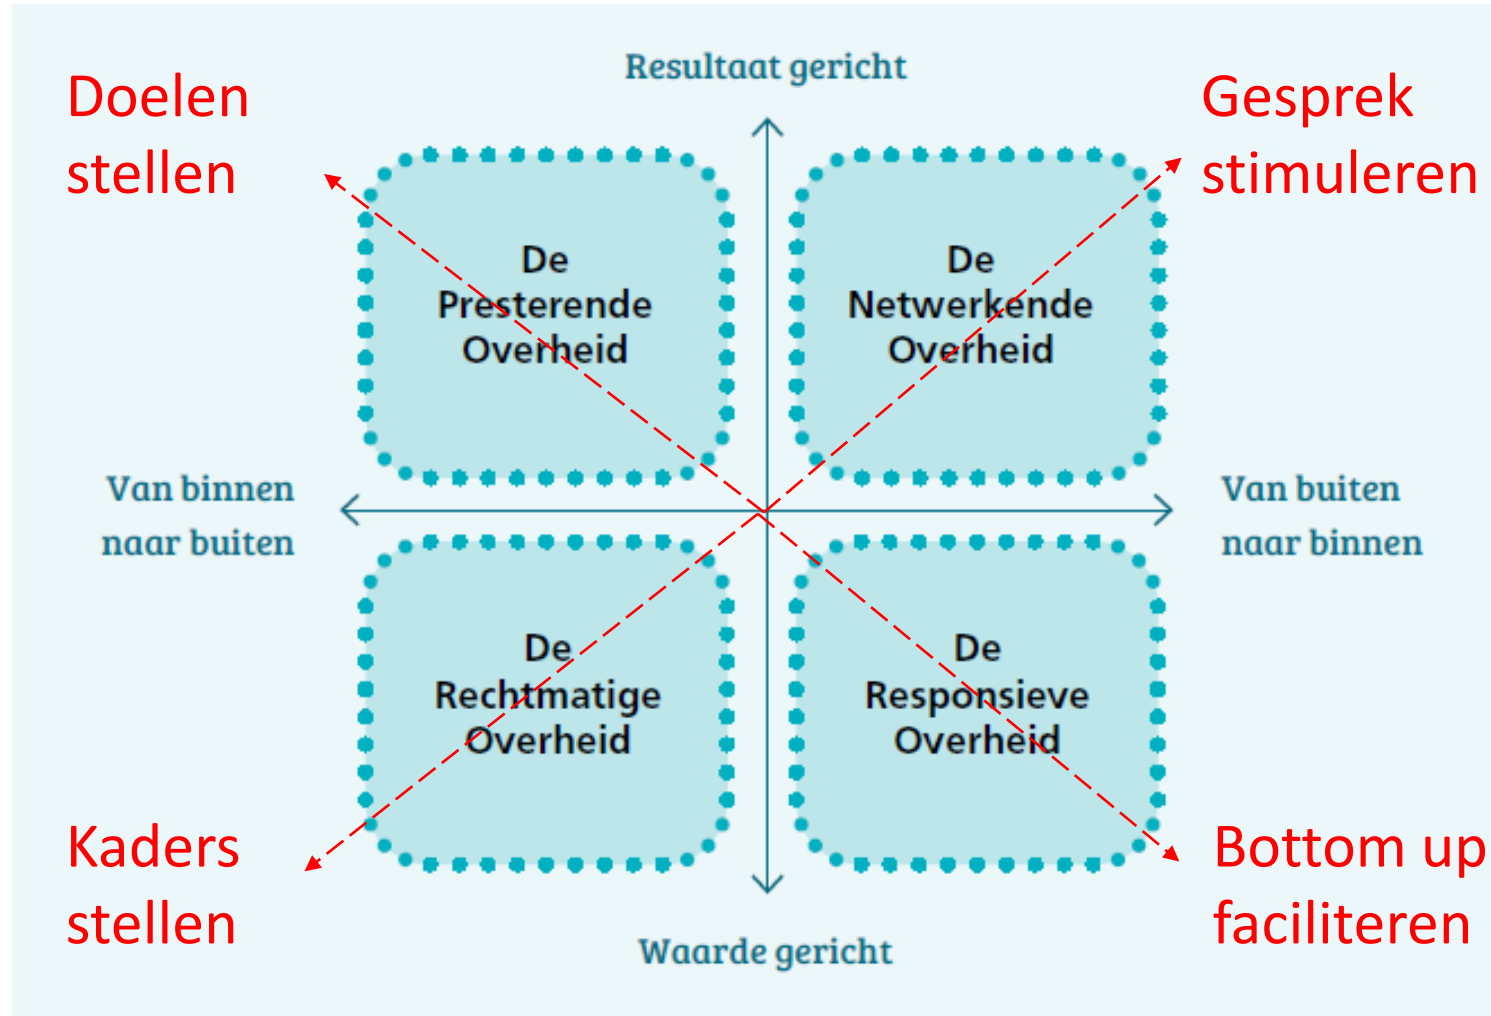 Resultaat gericht
Doelen
stellen
Gesprek
stimuleren
De
Presterende
Overheid
De
Netwerkende
Overheid
Van binnen
naar buiten
Van buiten
naar binnen
De
Rechtmatige
Overheid
De
Responsieve
Overheid
Kaders
stellen
Bottom up
faciliteren
Waarde gericht